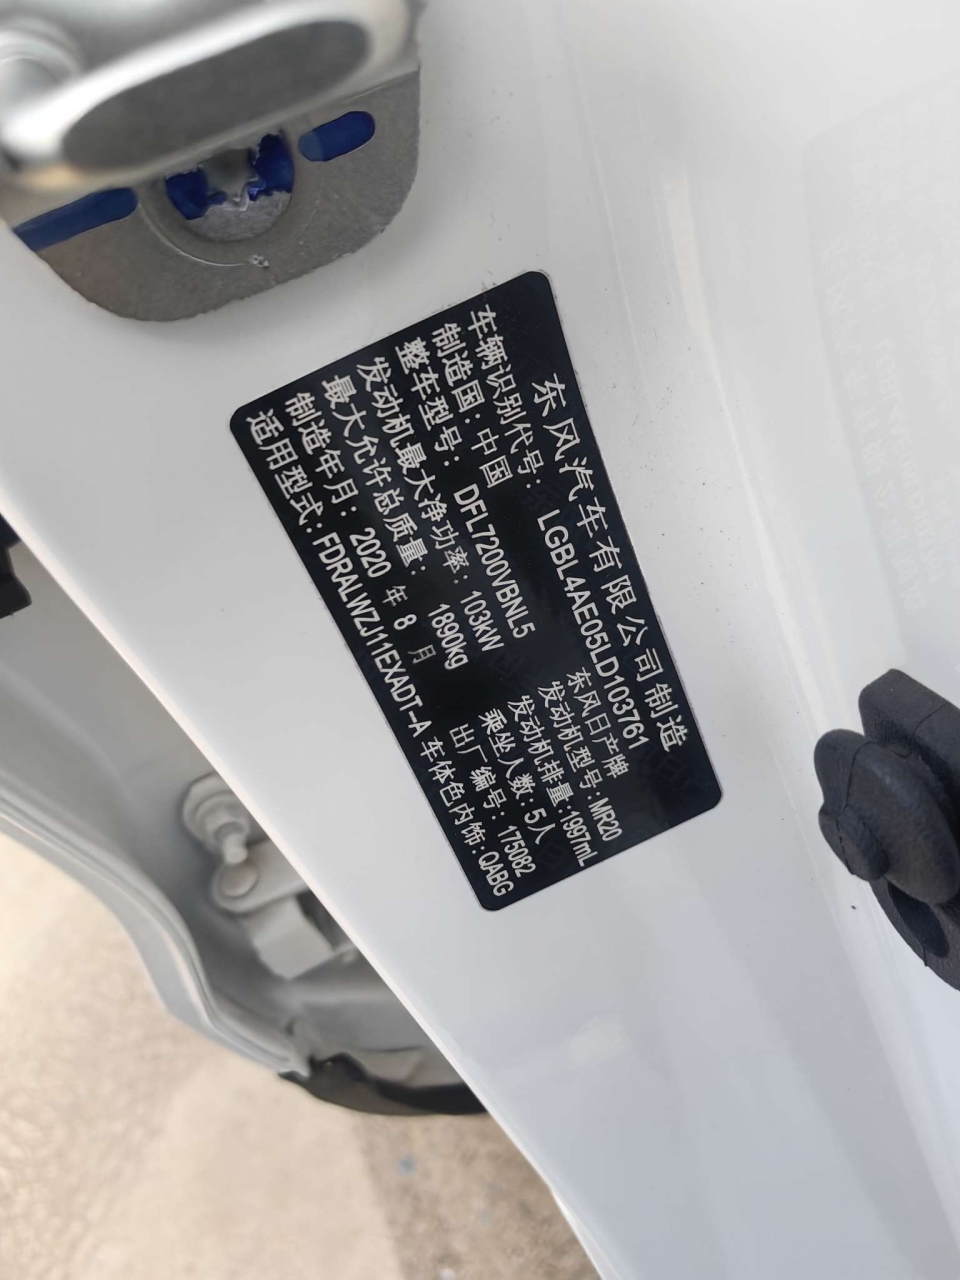 东风汽车有限公司制造
车辆识别代号: LGBL4AE05LD103761
制造国: 中国 东风日产牌
整车型号: DFL7200VBNL5 发动机型号: MR20
发动机最大净功率: 103kW 发动机排量: 1997mL
最大允许总质量: 1890kg 乘坐人数: 5人
制造年月: 2020 年 8 月 出厂编号: 175082
适用型式: FDRALWZJ11EXADT-A 车体色内饰: QABG